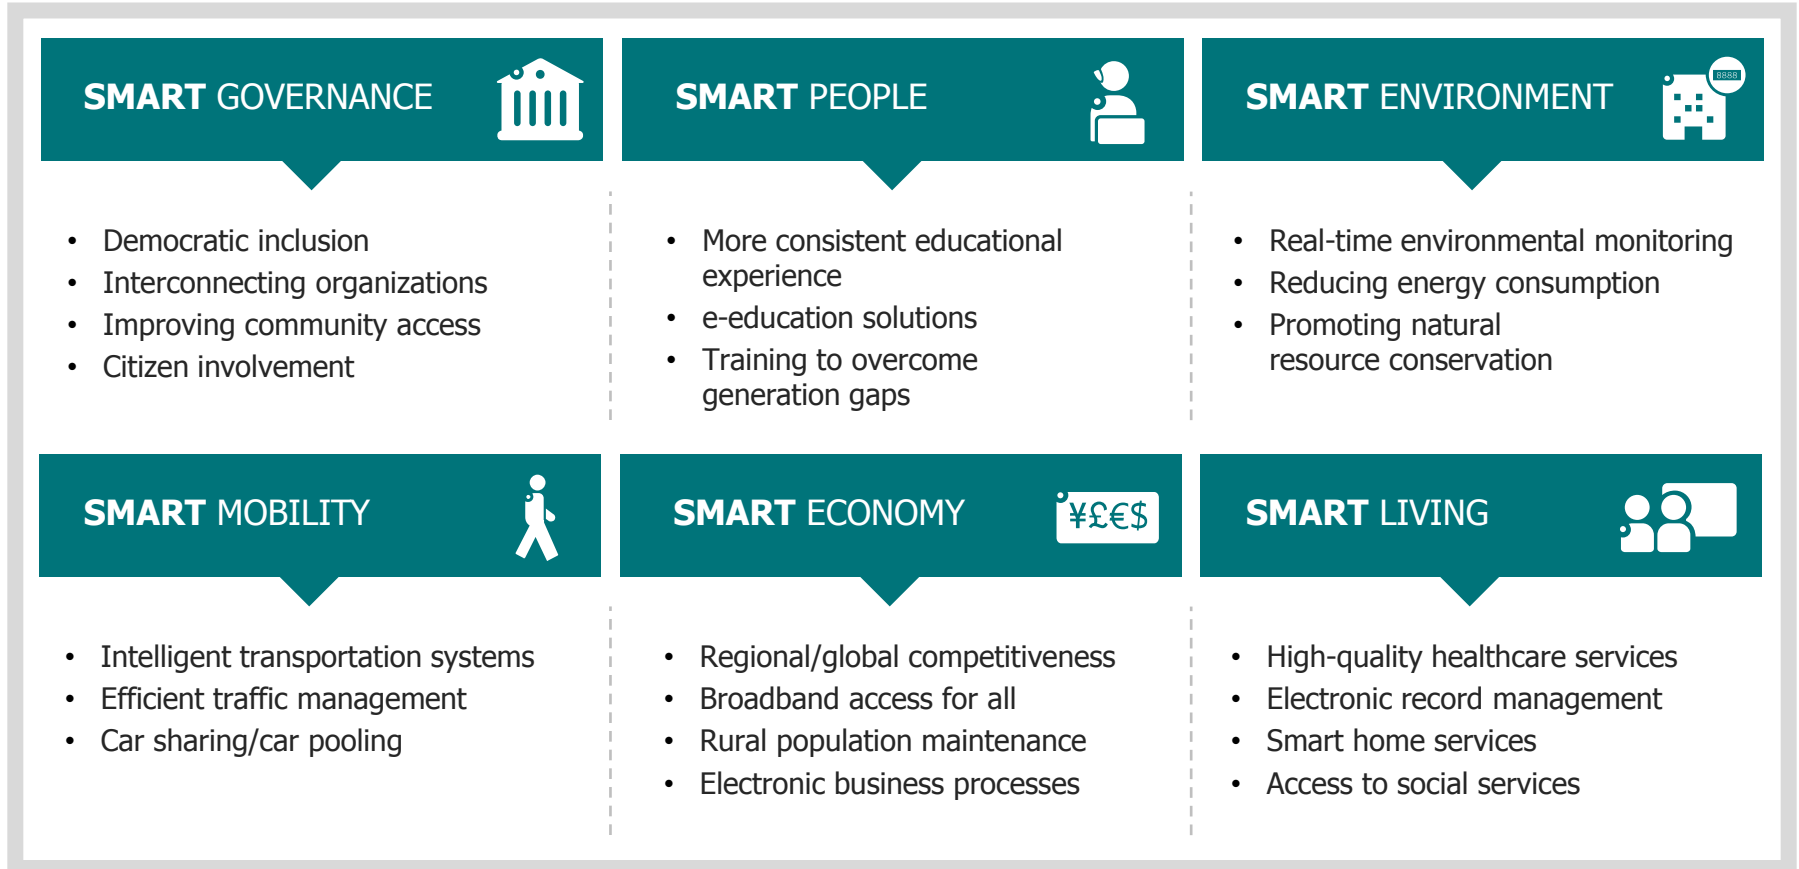 SMART GOVERNANCE
• Democratic inclusion
• Interconnecting organizations
• Improving community access
• Citizen involvement
SMART PEOPLE
• More consistent educational
experience
• e-education solutions
• Training to overcome
generation gaps
SMART ENVIRONMENT
8888
• Real-time environmental monitoring
• Reducing energy consumption
• Promoting natural
resource conservation
SMART MOBILITY
• Intelligent transportation systems
• Efficient traffic management
• Car sharing/car pooling
SMART ECONOMY
¥£€$
• Regional/global competitiveness
• Broadband access for all
• Rural population maintenance
• Electronic business processes
SMART LIVING
• High-quality healthcare services
• Electronic record management
• Smart home services
• Access to social services